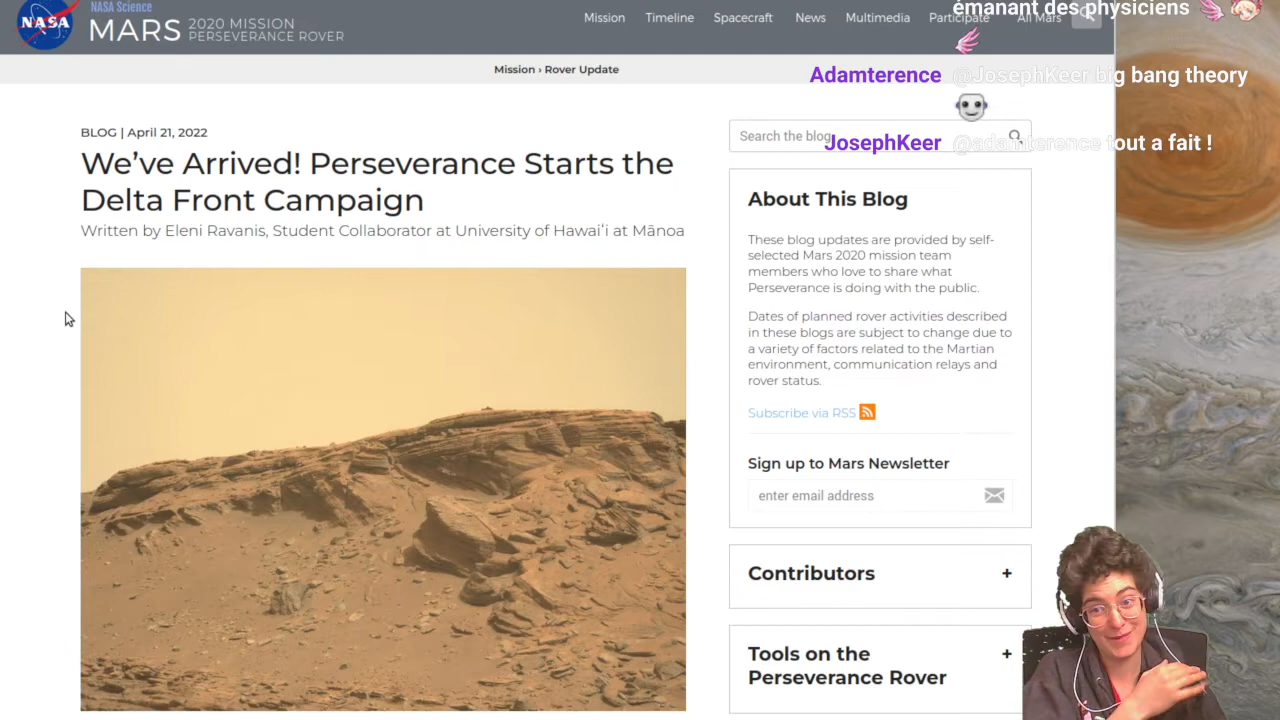 NASA
NASA Science
MARS
2020 MISSION
PERSEVERANCE ROVER
Mission
Timeline
Spacecraft
News
Multimedia
Participate
All Mars
émanant des physiciens
Mission › Rover Update
Adamterence @JosephKeer big bang theory
JosephKeer @adamterence tout a fait !
BLOG | April 21, 2022
We’ve Arrived! Perseverance Starts the
Delta Front Campaign
Written by Eleni Ravanis, Student Collaborator at University of Hawaiʻi at Mānoa
Search the blog
About This Blog
These blog updates are provided by self-
selected Mars 2020 mission team
members who love to share what
Perseverance is doing with the public.
Dates of planned rover activities described
in these blogs are subject to change due to
a variety of factors related to the Martian
environment, communication relays and
rover status.
Subscribe via RSS
Sign up to Mars Newsletter
enter email address
Contributors +
Tools on the +
Perseverance Rover